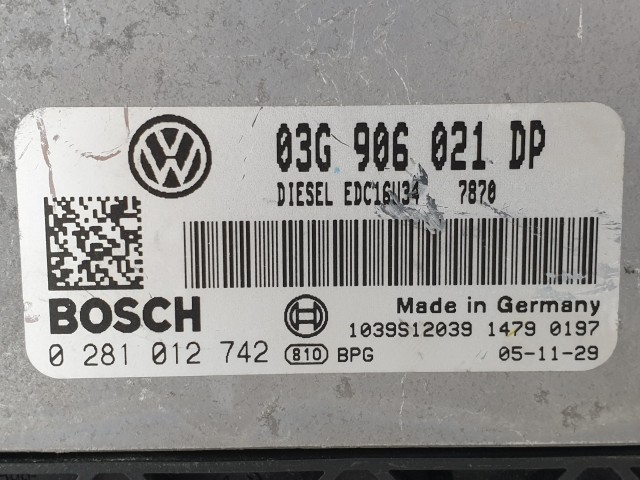 03G 906 021 DP
DIESEL EDC16U34 7870
BOSCH
Made in Germany
1039S12039 1479 0197
0 281 012 742 810 BPG 05-11-29